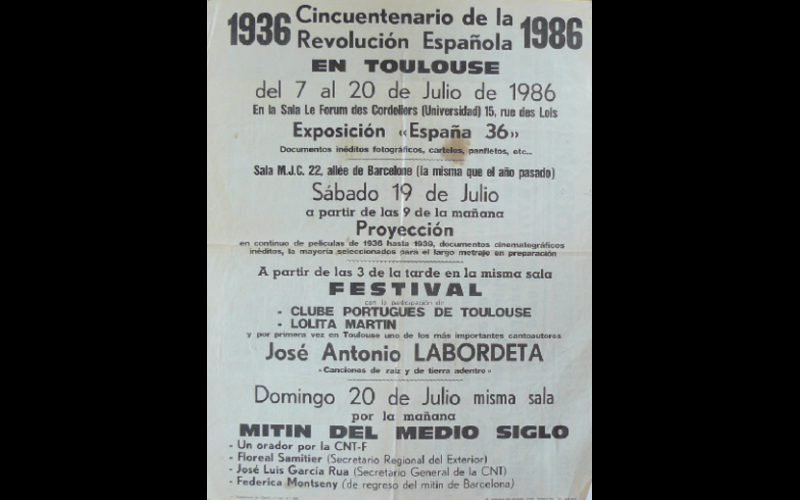 1936 Cincuentenario de la 1986
Revolución Española
EN TOULOUSE
del 7 al 20 de Julio de 1986
En la Sala Le Forum des Cordeliers (Universidad) 15, rue des Lois
Exposición «España 36»
Documentos inéditos fotográficos, carteles, panfletos, etc...
Sala M.J.C. 22, allée de Barcelone (la misma que el año pasado)
Sábado 19 de Julio
a partir de las 9 de la mañana
Proyección
en continuo de películas de 1936 hasta 1939, documentos cinematográficos
inéditos, la mayoría seleccionados para el largo metraje en preparación
A partir de las 3 de la tarde en la misma sala
FESTIVAL
con la participación de
- CLUBE PORTUGUES DE TOULOUSE
- LOLITA MARTIN
y por primera vez en Toulouse uno de los más importantes cantoautores
José Antonio LABORDETA
«Canciones de raíz y de tierra adentro»
Domingo 20 de Julio misma sala
por la mañana
MITIN DEL MEDIO SIGLO
- Un orador por la CNT-F
- Floreal Samitier (Secretario Regional del Exterior)
- José Luis García Rua (Secretario General de la CNT)
- Federica Montseny (de regreso del mitin de Barcelona)